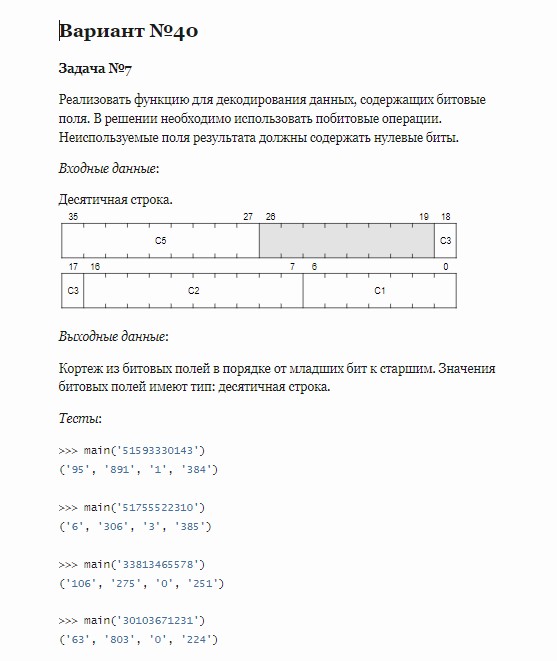 Вариант №40
Задача №7
Реализовать функцию для декодирования данных, содержащих битовые
поля. В решении необходимо использовать побитовые операции.
Неиспользуемые поля результата должны содержать нулевые биты.
Входные данные:
Десятичная строка.
35 27 26 19 18
C5 C3
17 16 7 6 0
C3 C2 C1
Выходные данные:
Кортеж из битовых полей в порядке от младших бит к старшим. Значения
битовых полей имеют тип: десятичная строка.
Тесты:
>>> main('51593330143')
('95', '891', '1', '384')
>>> main('51755522310')
('6', '306', '3', '385')
>>> main('33813465578')
('106', '275', '0', '251')
>>> main('30103671231')
('63', '803', '0', '224')